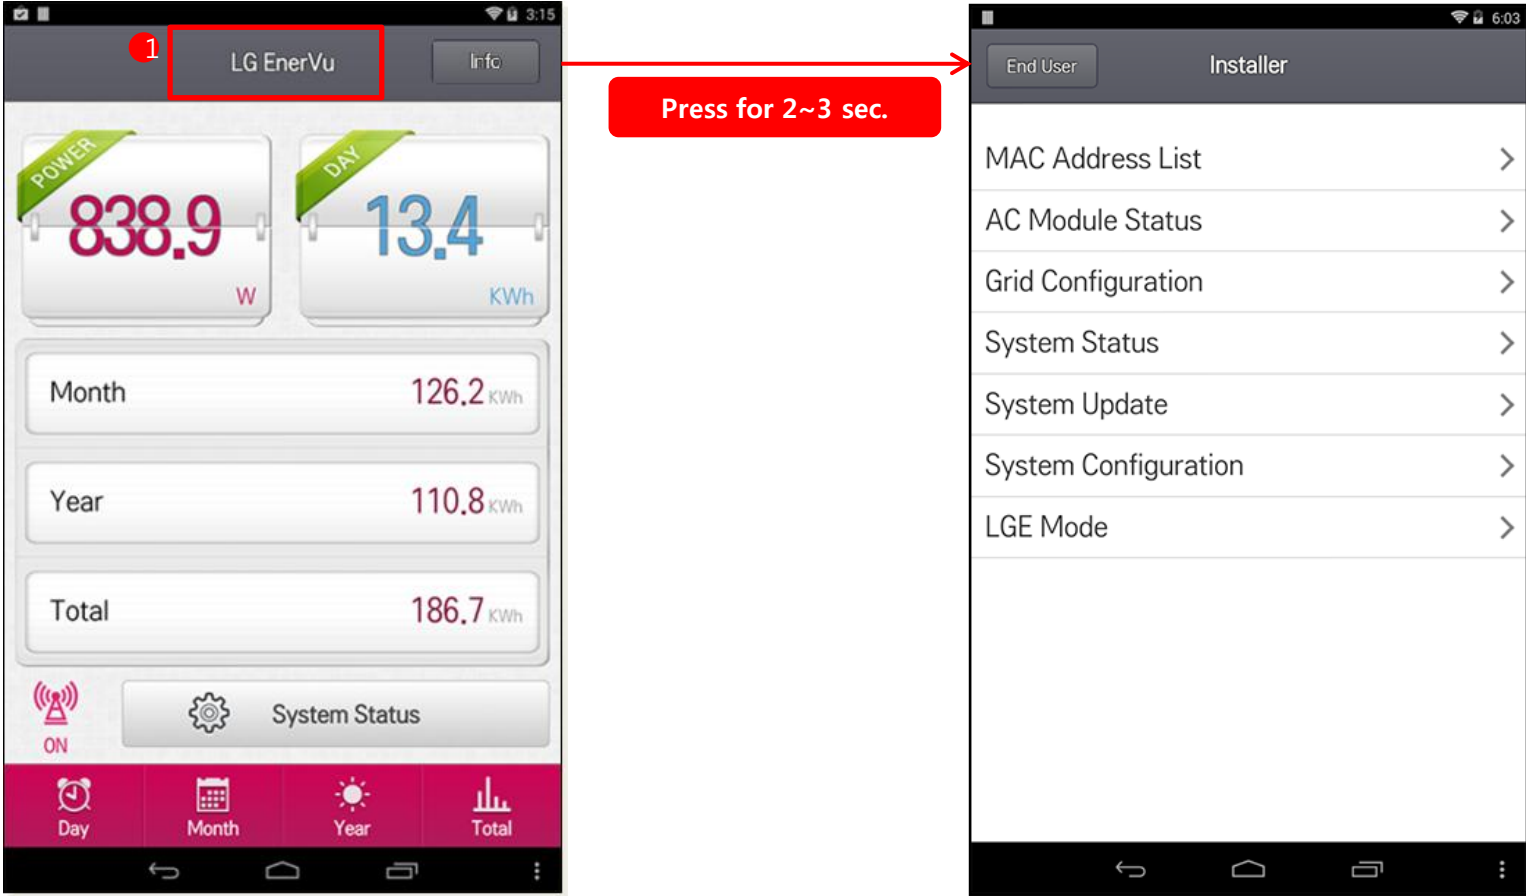 3:15
1
LG EnerVu
Info
POWER
838.9
W
DAY
13.4
KWh
Month 126.2 KWh
Year 110.8 KWh
Total 186.7 KWh
ON
System Status
Day Month Year Total
Press for 2~3 sec.
6:03
End User
Installer
MAC Address List
AC Module Status
Grid Configuration
System Status
System Update
System Configuration
LGE Mode